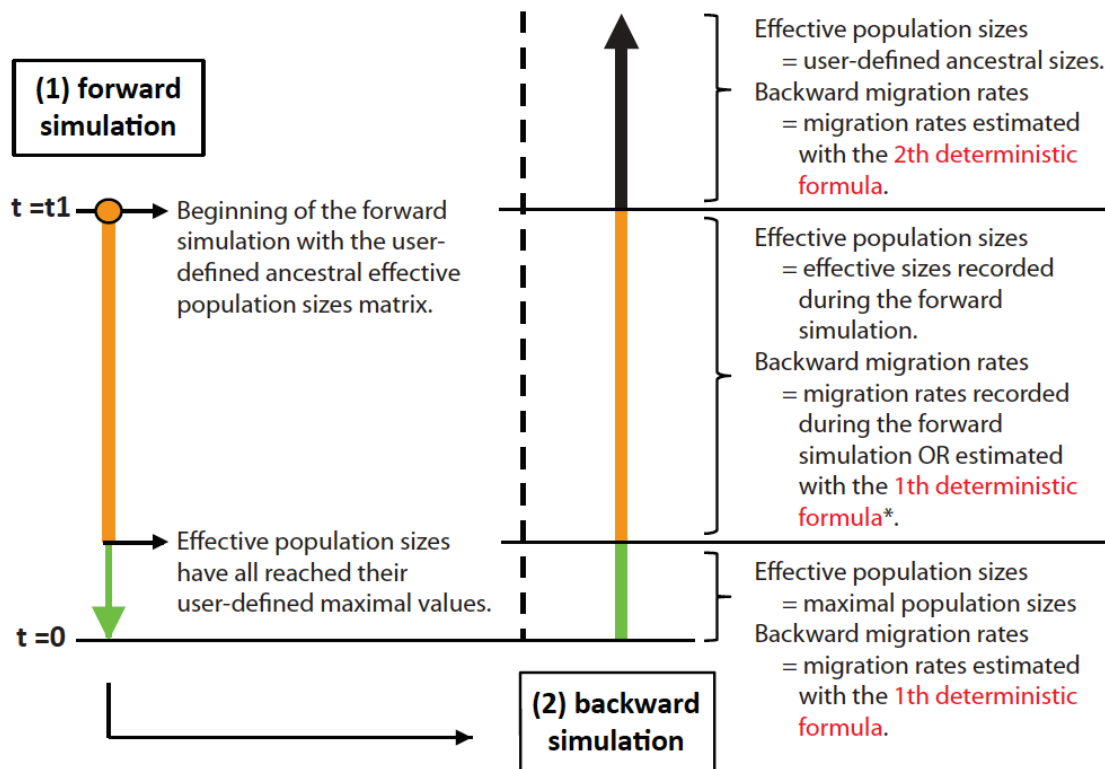 (1) forward
simulation
t =t1
Beginning of the forward
simulation with the user-
defined ancestral effective
population sizes matrix.
Effective population sizes
have all reached their
user-defined maximal values.
t =0
(2) backward
simulation
Effective population sizes
= user-defined ancestral sizes.
Backward migration rates
= migration rates estimated
with the 2th deterministic
formula.
Effective population sizes
= effective sizes recorded
during the forward
simulation.
Backward migration rates
= migration rates recorded
during the forward
simulation OR estimated
with the 1th deterministic
formula*.
Effective population sizes
= maximal population sizes
Backward migration rates
= migration rates estimated
with the 1th deterministic
formula.